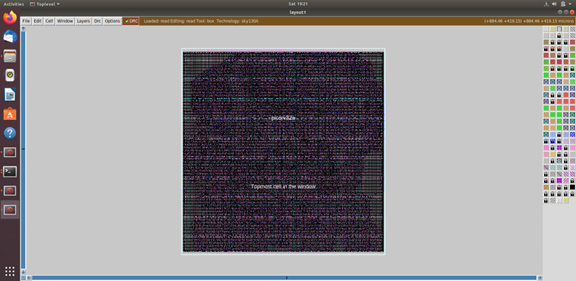 Activities Toplevel Sat 19:21
layout1
File Edit Cell Window Layers Drc Options DRC Loaded: read Editing: read Tool: box Technology: sky130A
picorv32a
Topmost cell in the window